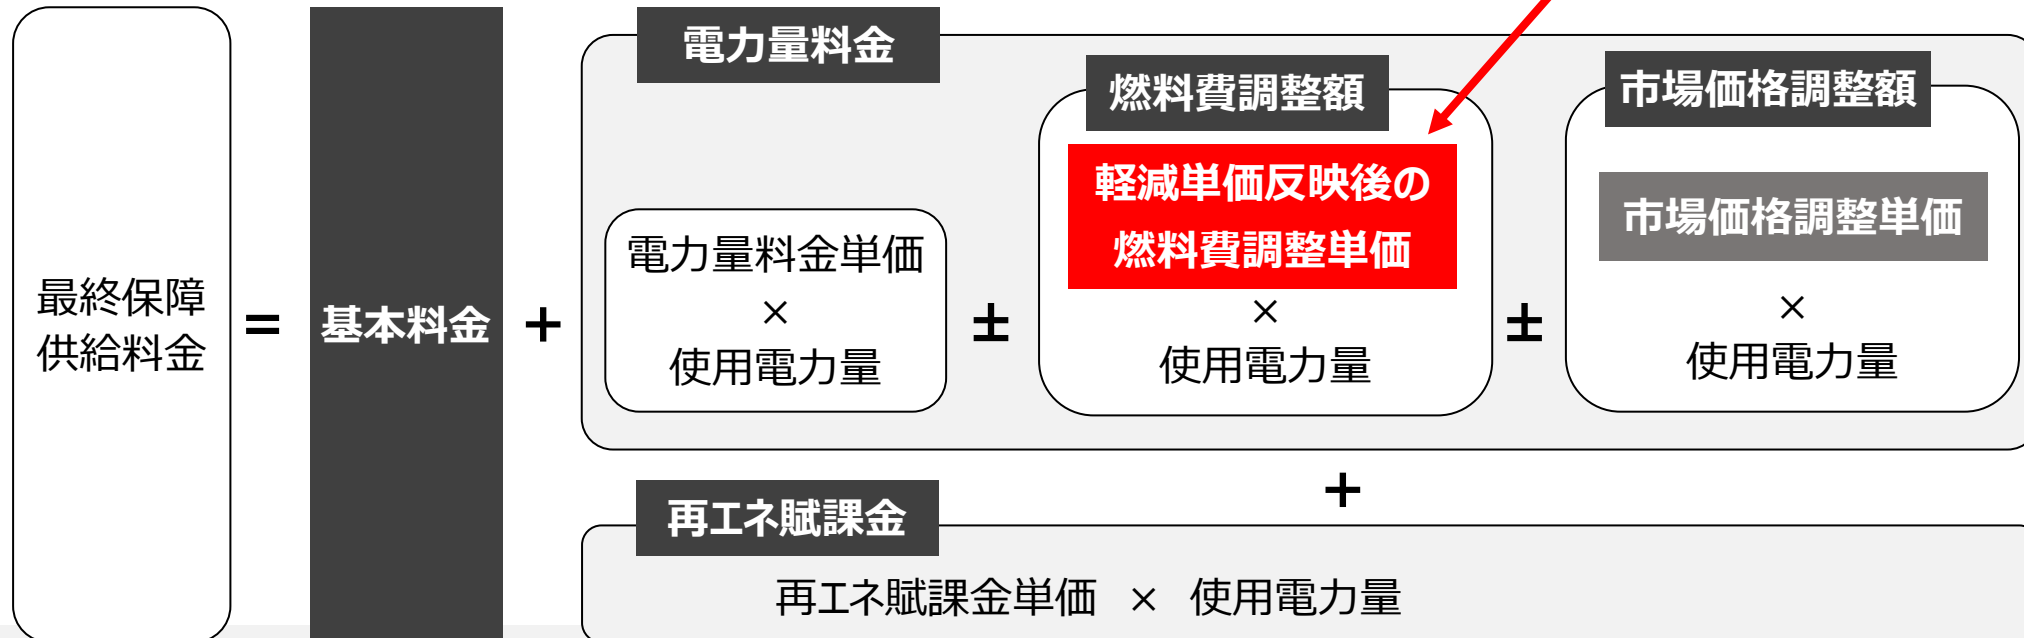 最終保障
供給料金
=
基本料金
+
電力量料金
電力量料金単価
×
使用電力量
±
燃料費調整額
軽減単価反映後の
燃料費調整単価
×
使用電力量
±
市場価格調整額
市場価格調整単価
×
使用電力量
+
再エネ賦課金
再エネ賦課金単価 × 使用電力量